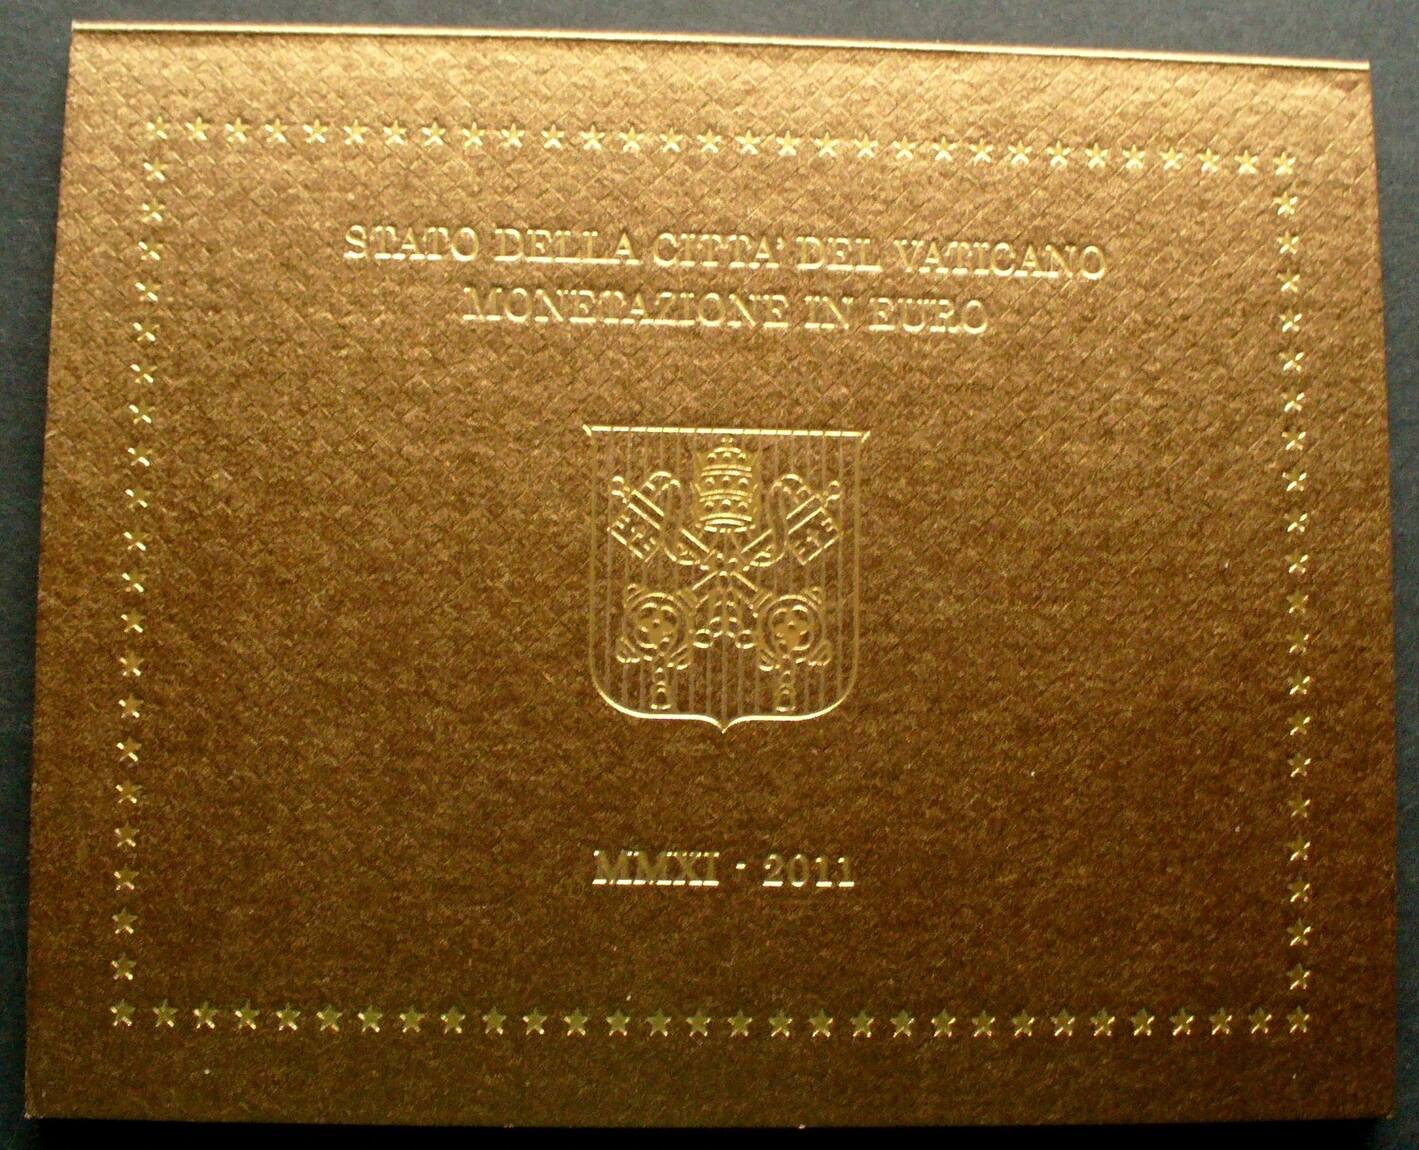 STATO DELLA CITTA' DEL VATICANO
MONETAZIONE IN EURO
MMXI - 2011